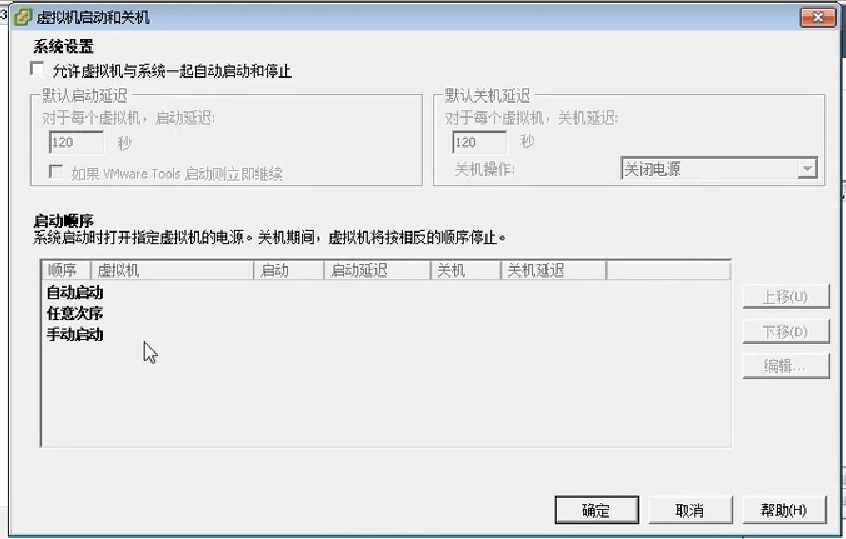 虚拟机启动和关机
系统设置
允许虚拟机与系统一起自动启动和停止
默认启动延迟
对于每个虚拟机，启动延迟:
120 秒
如果 VMware Tools 启动则立即继续
默认关机延迟
对于每个虚拟机，关机延迟:
120 秒
关机操作: 关闭电源
启动顺序
系统启动时打开指定虚拟机的电源。关机期间，虚拟机将按相反的顺序停止。
顺序 虚拟机 启动 启动延迟 关机 关机延迟
自动启动
任意次序
手动启动
上移(U)
下移(D)
编辑...
确定 取消 帮助(H)